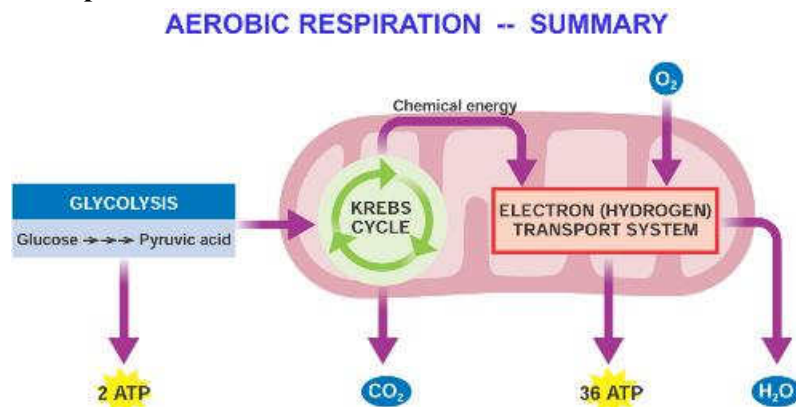 AEROBIC RESPIRATION -- SUMMARY
O₂
Chemical energy
GLYCOLYSIS
Glucose ➔➔➔ Pyruvic acid
KREBS
CYCLE
ELECTRON (HYDROGEN)
TRANSPORT SYSTEM
2 ATP
CO₂
36 ATP
H₂O